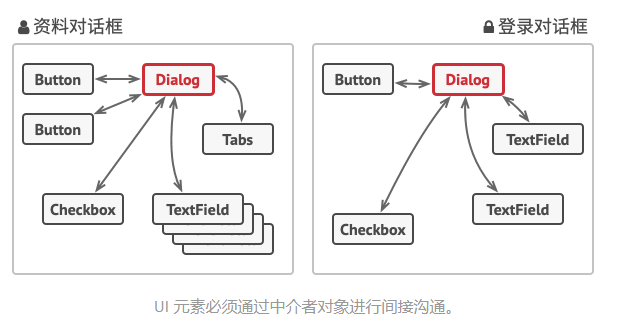 资料对话框
登录对话框
Button
Dialog
Button
Tabs
Checkbox
TextField
Button
Dialog
TextField
TextField
Checkbox
UI 元素必须通过中介者对象进行间接沟通。